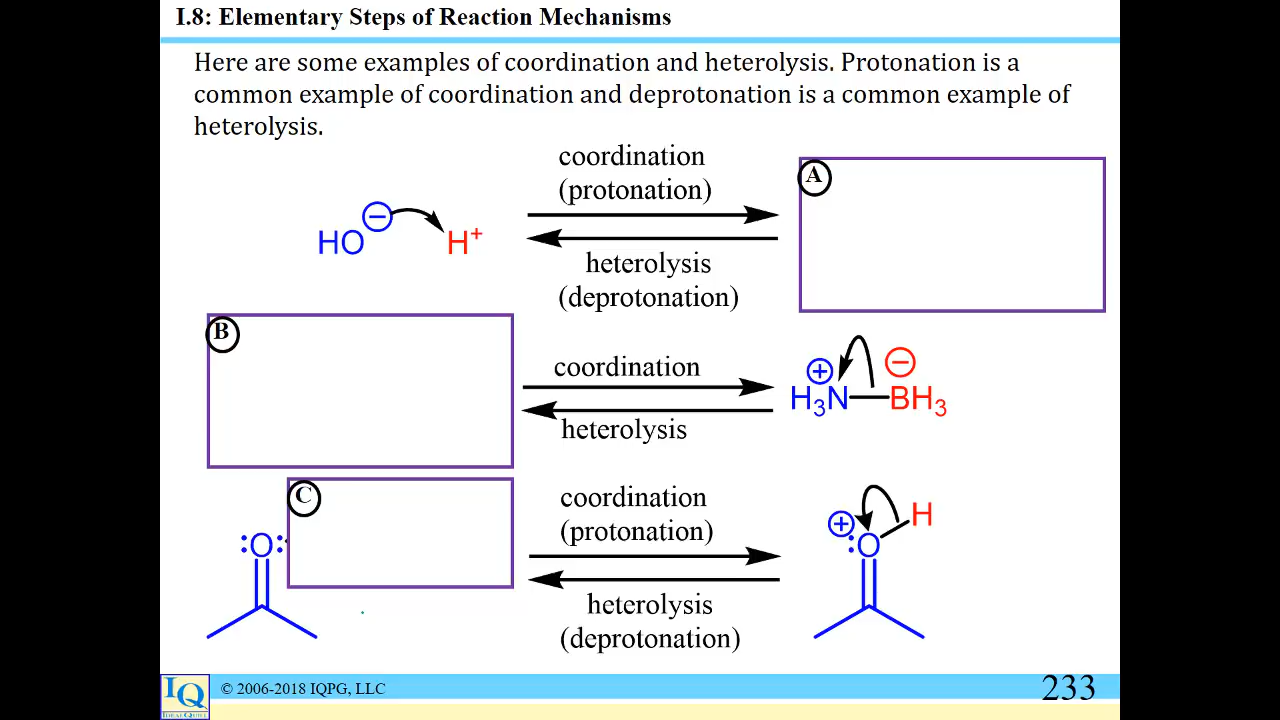 I.8: Elementary Steps of Reaction Mechanisms
Here are some examples of coordination and heterolysis. Protonation is a
common example of coordination and deprotonation is a common example of
heterolysis.
coordination
(protonation)
A
HO − H+
heterolysis
(deprotonation)
B
coordination
+ −
H3N BH3
heterolysis
C
coordination
(protonation)
:O:
+ :O H
heterolysis
(deprotonation)
IQ
IDEAL QUIET
© 2006-2018 IQPG, LLC
233